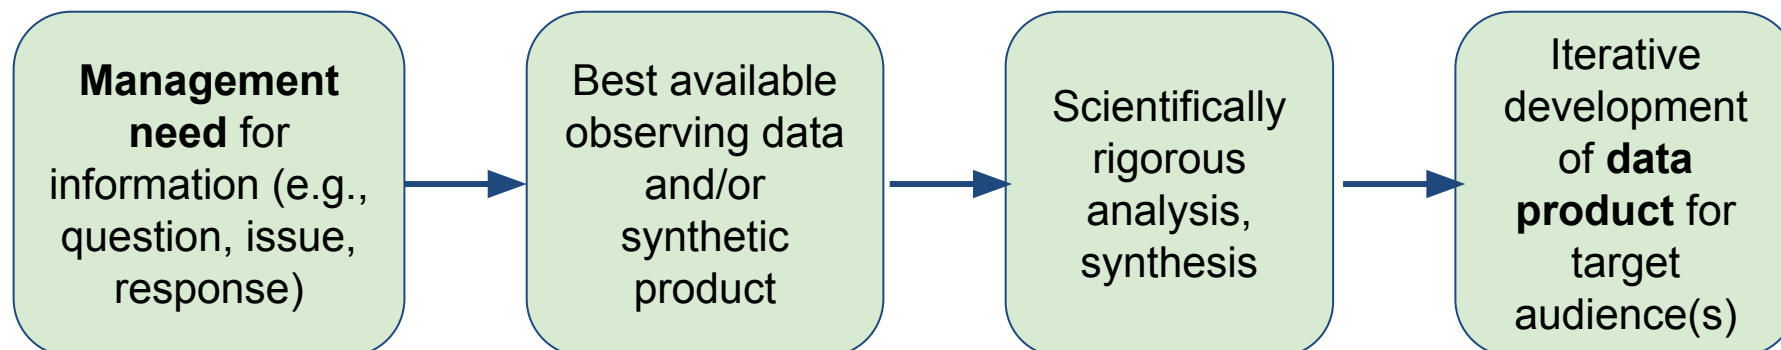 Management
need for
information (e.g.,
question, issue,
response)
Best available
observing data
and/or
synthetic
product
Scientifically
rigorous
analysis,
synthesis
Iterative
development
of data
product for
target
audience(s)